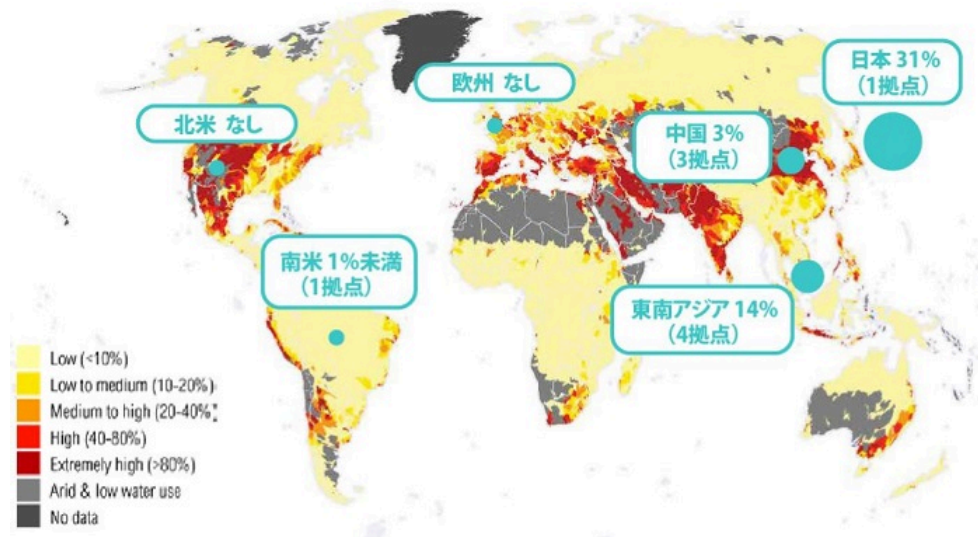 日本 31%
(1拠点)
欧州 なし
北米 なし
中国 3%
(3拠点)
南米 1%未満
(1拠点)
東南アジア 14%
(4拠点)
Low (<10%)
Low to medium (10-20%)
Medium to high (20-40%)
High (40-80%)
Extremely high (>80%)
Arid & low water use
No data